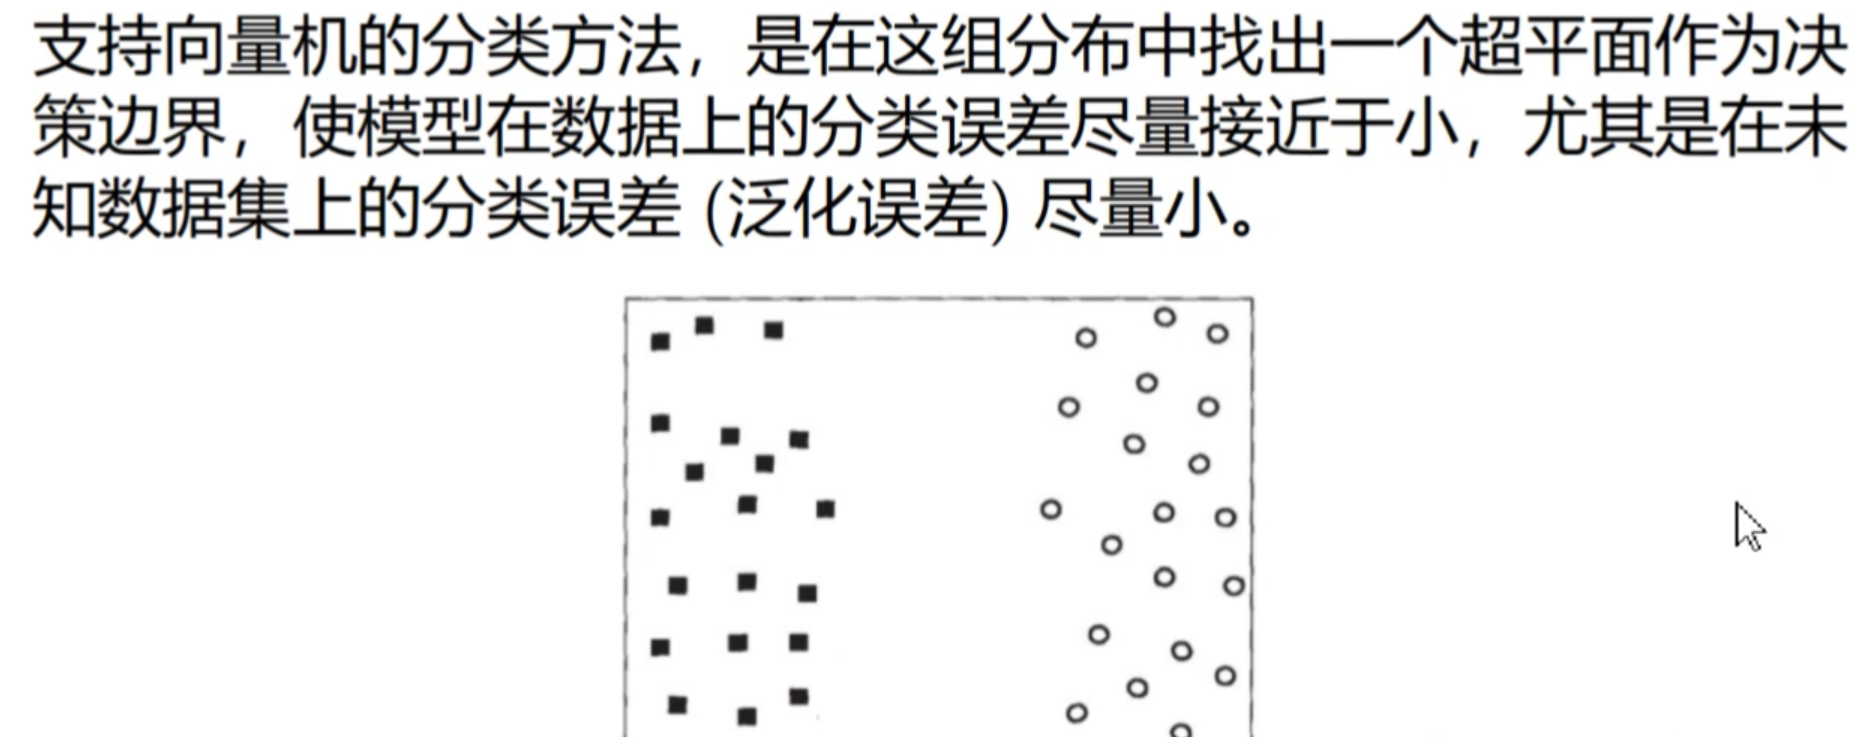 支持向量机的分类方法，是在这组分布中找出一个超平面作为决
策边界，使模型在数据上的分类误差尽量接近于小，尤其是在未
知数据集上的分类误差 (泛化误差) 尽量小。